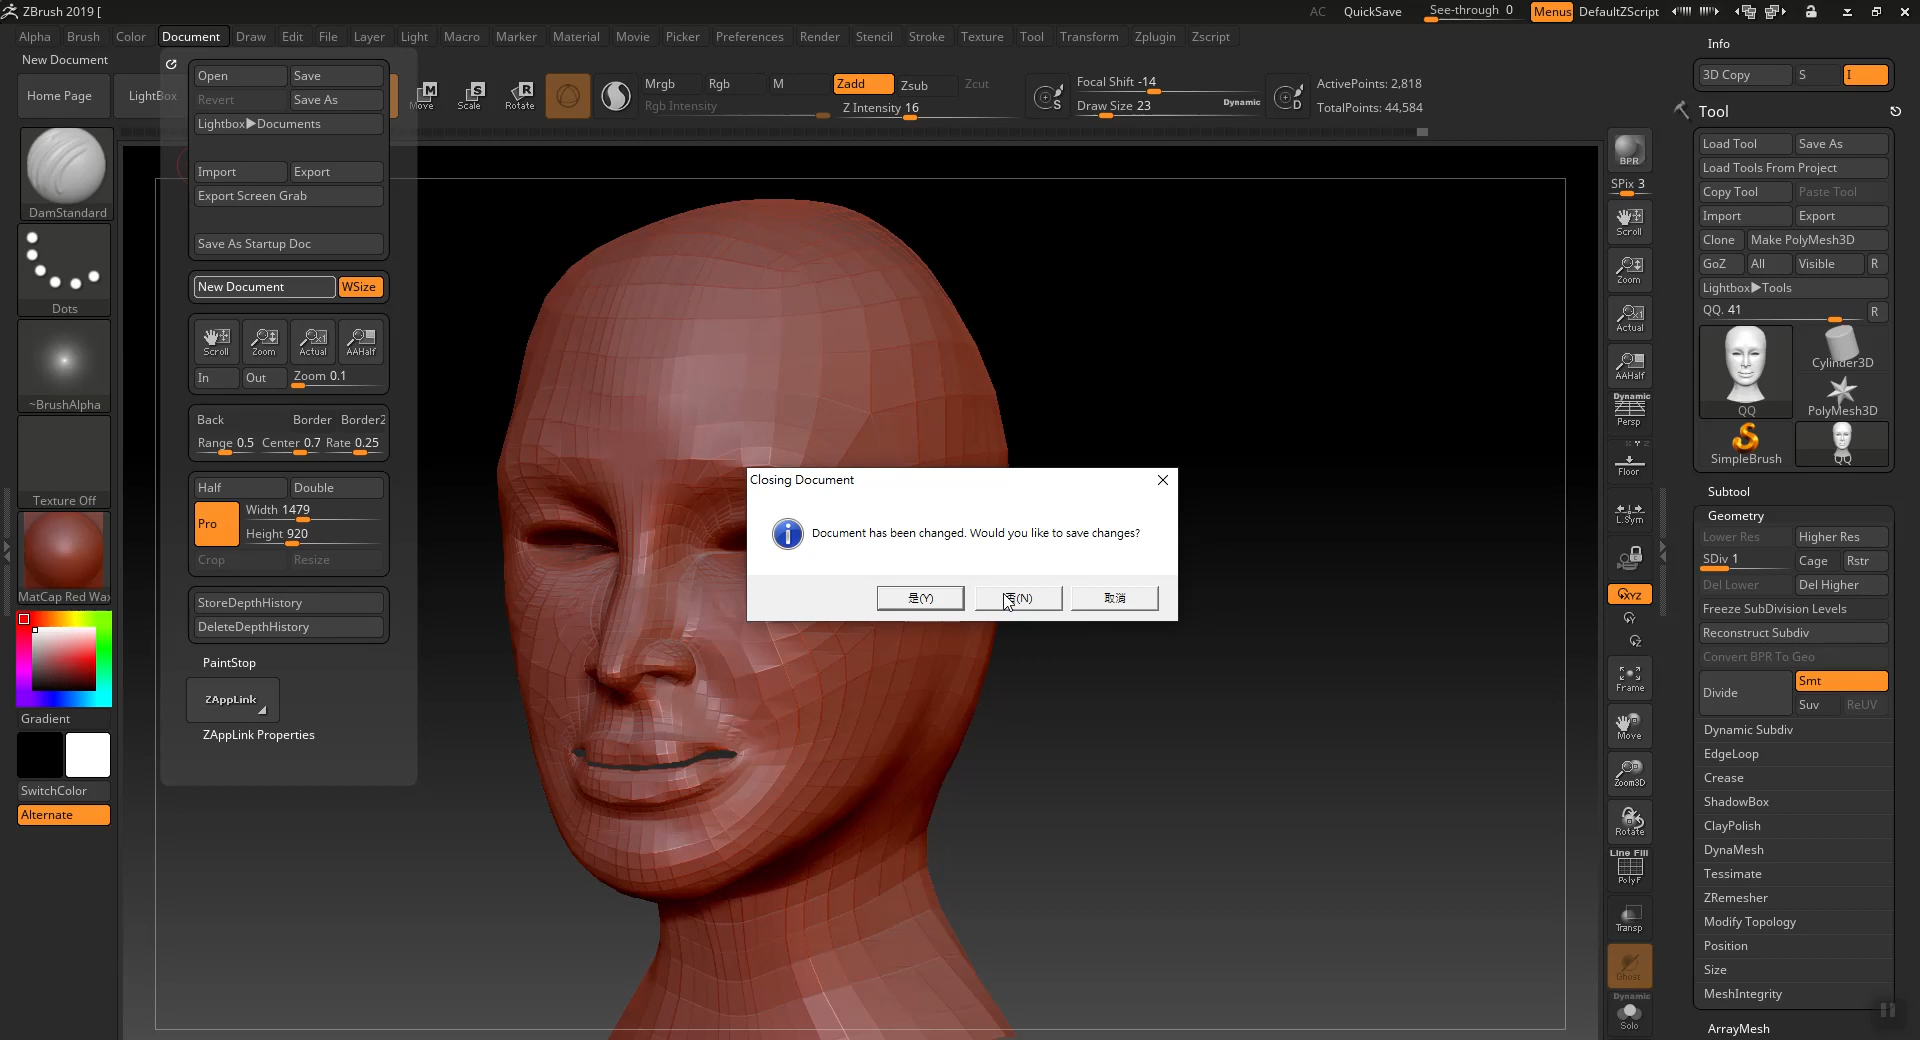 ZBrush 2019 [
AC QuickSave See-through 0 Menus DefaultZScript
Alpha Brush Color Document Draw Edit File Layer Light Macro Marker Material Movie Picker Preferences Render Stencil Stroke Texture Tool Transform Zplugin Zscript
New Document
Home Page LightBox
Move Scale Rotate
Mrgb Rgb M Zadd Zsub Zcut
Rgb Intensity Z Intensity 16
Focal Shift -14
Draw Size 23 Dynamic
ActivePoints: 2,818
TotalPoints: 44,584
DamStandard
Dots
~BrushAlpha
Texture Off
MatCap Red Wax
Gradient
SwitchColor
Alternate
Open Save
Revert Save As
Lightbox▶Documents
Import Export
Export Screen Grab
Save As Startup Doc
New Document WSize
Scroll Zoom Actual AAHalf
In Out Zoom 0.1
Back Border Border2
Range 0.5 Center 0.7 Rate 0.25
Half Double
Pro Width 1479
Height 920
Crop Resize
StoreDepthHistory
DeleteDepthHistory
PaintStop
ZAppLink
ZAppLink Properties
Closing Document
Document has been changed. Would you like to save changes?
是(Y) 否(N) 取消
BPR
SPix 3
Scroll
Zoom
Actual
AAHalf
Dynamic
Persp
Floor
L.Sym
XYZ
Y
Z
Frame
Move
Zoom3D
Rotate
Line Fill
PolyF
Transp
Ghost
Dynamic
Solo
Info
3D Copy S I
Tool
Load Tool Save As
Load Tools From Project
Copy Tool Paste Tool
Import Export
Clone Make PolyMesh3D
GoZ All Visible R
Lightbox▶Tools
QQ. 41 R
QQ Cylinder3D
PolyMesh3D
SimpleBrush QQ
Subtool
Geometry
Lower Res Higher Res
SDiv 1 Cage Rstr
Del Lower Del Higher
Freeze SubDivision Levels
Reconstruct Subdiv
Convert BPR To Geo
Divide Smt
Suv ReUV
Dynamic Subdiv
EdgeLoop
Crease
ShadowBox
ClayPolish
DynaMesh
Tessimate
ZRemesher
Modify Topology
Position
Size
MeshIntegrity
ArrayMesh